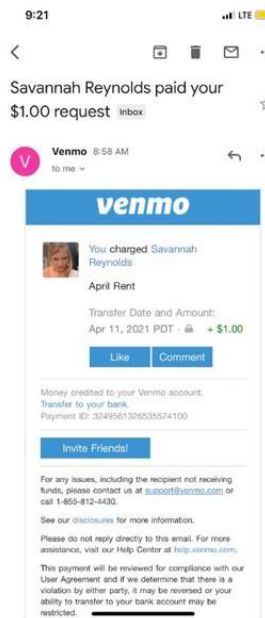 9:21
LTE
Savannah Reynolds paid your
$1.00 request Inbox
V
Venmo 8:58 AM
to me
venmo
You charged Savannah
Reynolds
April Rent
Transfer Date and Amount:
Apr 11, 2021 PDT · + $1.00
Like Comment
Money credited to your Venmo account.
Transfer to your bank.
Payment ID: 3249561326535574100
Invite Friends!
For any issues, including the recipient not receiving
funds, please contact us at support@venmo.com or
call 1-855-812-4430.
See our disclosures for more information.
Please do not reply directly to this email. For more
assistance, visit our Help Center at help.venmo.com.
This payment will be reviewed for compliance with our
User Agreement and if we determine that there is a
violation by either party, it may be reversed or your
ability to transfer to your bank account may be
restricted.